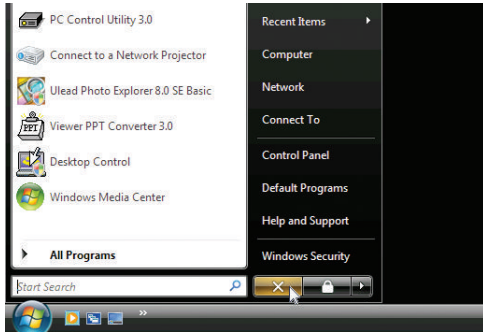 PC Control Utility 3.0
Connect to a Network Projector
Ulead Photo Explorer 8.0 SE Basic
PPT
Viewer PPT Converter 3.0
Desktop Control
Windows Media Center
All Programs
Start Search
Recent Items
Computer
Network
Connect To
Control Panel
Default Programs
Help and Support
Windows Security